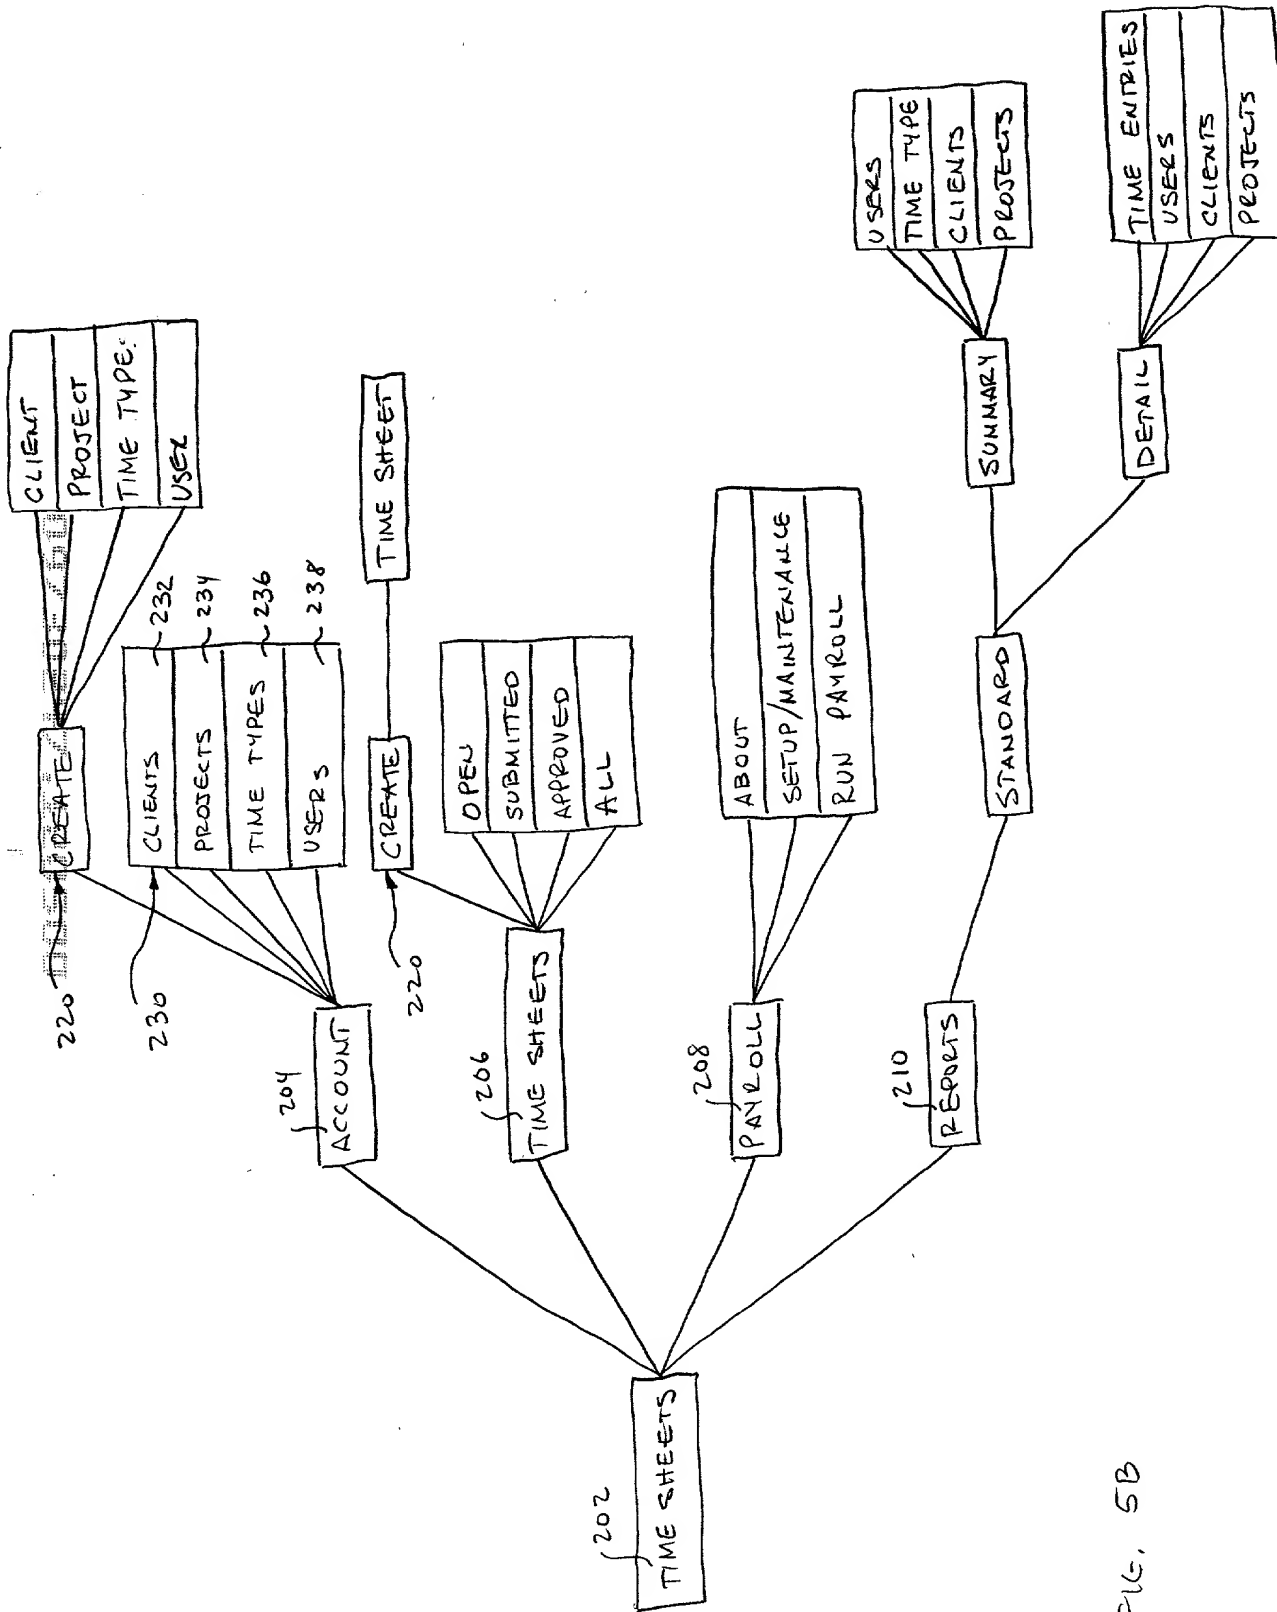 CLIENT
PROJECT
TIME TYPE
USER
220
CREATE
230
CLIENTS 232
PROJECTS 234
TIME TYPES 236
USERS 238
204
ACCOUNT
220
CREATE
TIME SHEET
OPEN
SUBMITTED
APPROVED
ALL
206
TIME SHEETS
202
TIME SHEETS
ABOUT
SETUP/MAINTENANCE
RUN PAYROLL
208
PAYROLL
USERS
TIME TYPE
CLIENTS
PROJECTS
SUMMARY
210
REPORTS
STANDARD
TIME ENTRIES
USERS
CLIENTS
PROJECTS
DETAIL
FIG. 5B